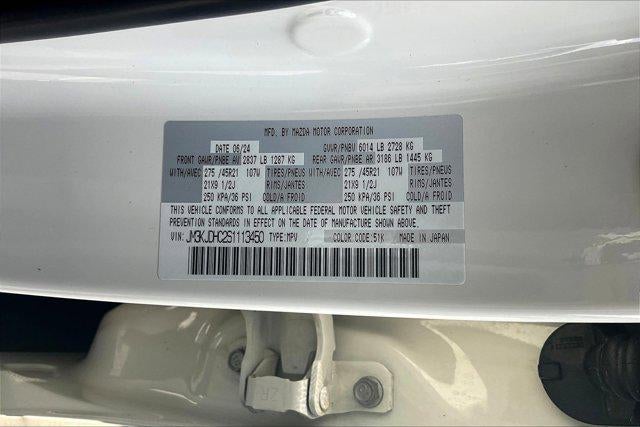 MFD. BY MAZDA MOTOR CORPORATION
DATE 06/24 GVWR/PNBV 6014 LB 2728 KG
FRONT GAWR/PNBE AV 2837 LB 1287 KG REAR GAWR/PNBE AR 3186 LB 1445 KG
WITH/AVEC 275 /45R21 107W TIRES/PNEUS WITH/AVEC 275 /45R21 107W TIRES/PNEUS
21X9 1/2J RIMS/JANTES 21X9 1/2J RIMS/JANTES
250 KPA/36 PSI COLD/A FROID 250 KPA/36 PSI COLD/A FROID
THIS VEHICLE CONFORMS TO ALL APPLICABLE FEDERAL MOTOR VEHICLE SAFETY, BUMPER, AND THEFT
PREVENTION STANDARDS IN EFFECT ON THE DATE OF MANUFACTURE SHOWN ABOVE.
VIN: JM3KJDHC2S1113450 TYPE:MPV COLOR CODE:51K MADE IN JAPAN